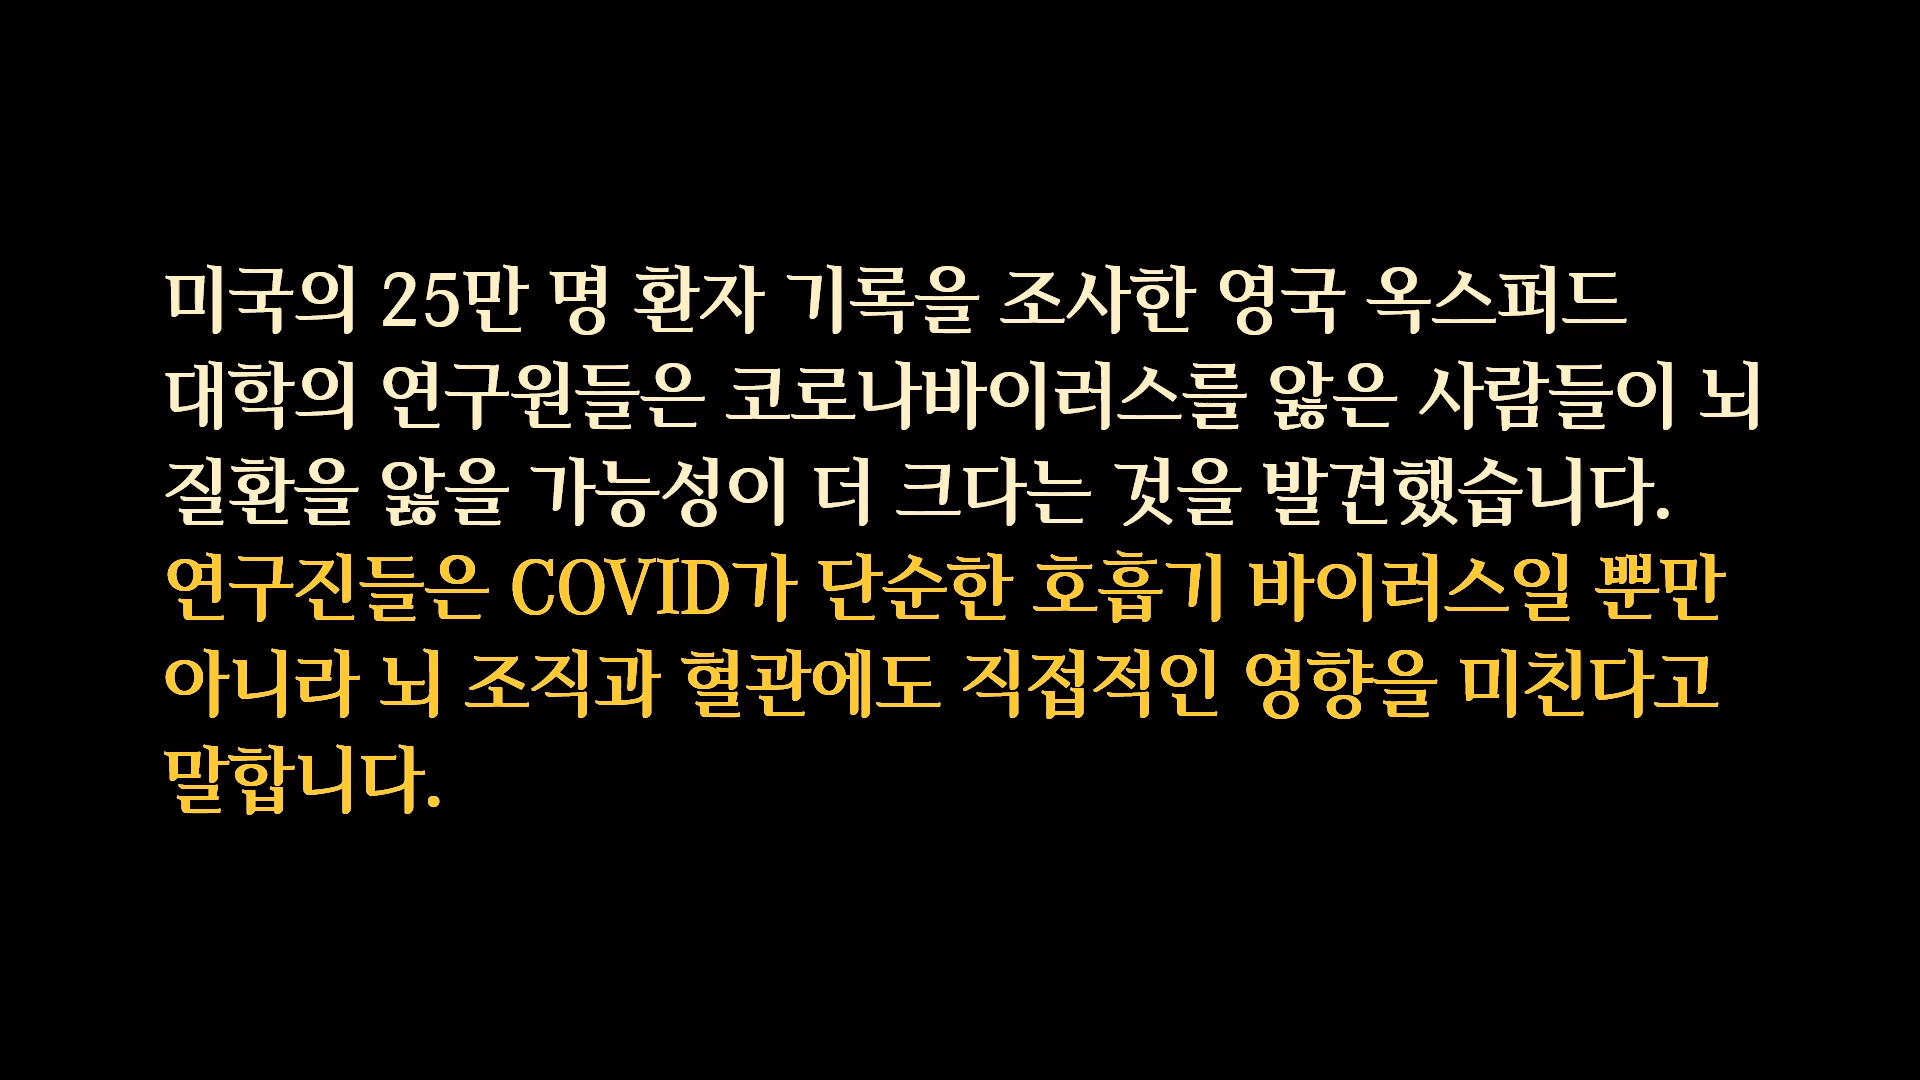 미국의 25만 명 환자 기록을 조사한 영국 옥스퍼드
대학의 연구원들은 코로나바이러스를 앓은 사람들이 뇌
질환을 앓을 가능성이 더 크다는 것을 발견했습니다.
연구진들은 COVID가 단순한 호흡기 바이러스일 뿐만
아니라 뇌 조직과 혈관에도 직접적인 영향을 미친다고
말합니다.